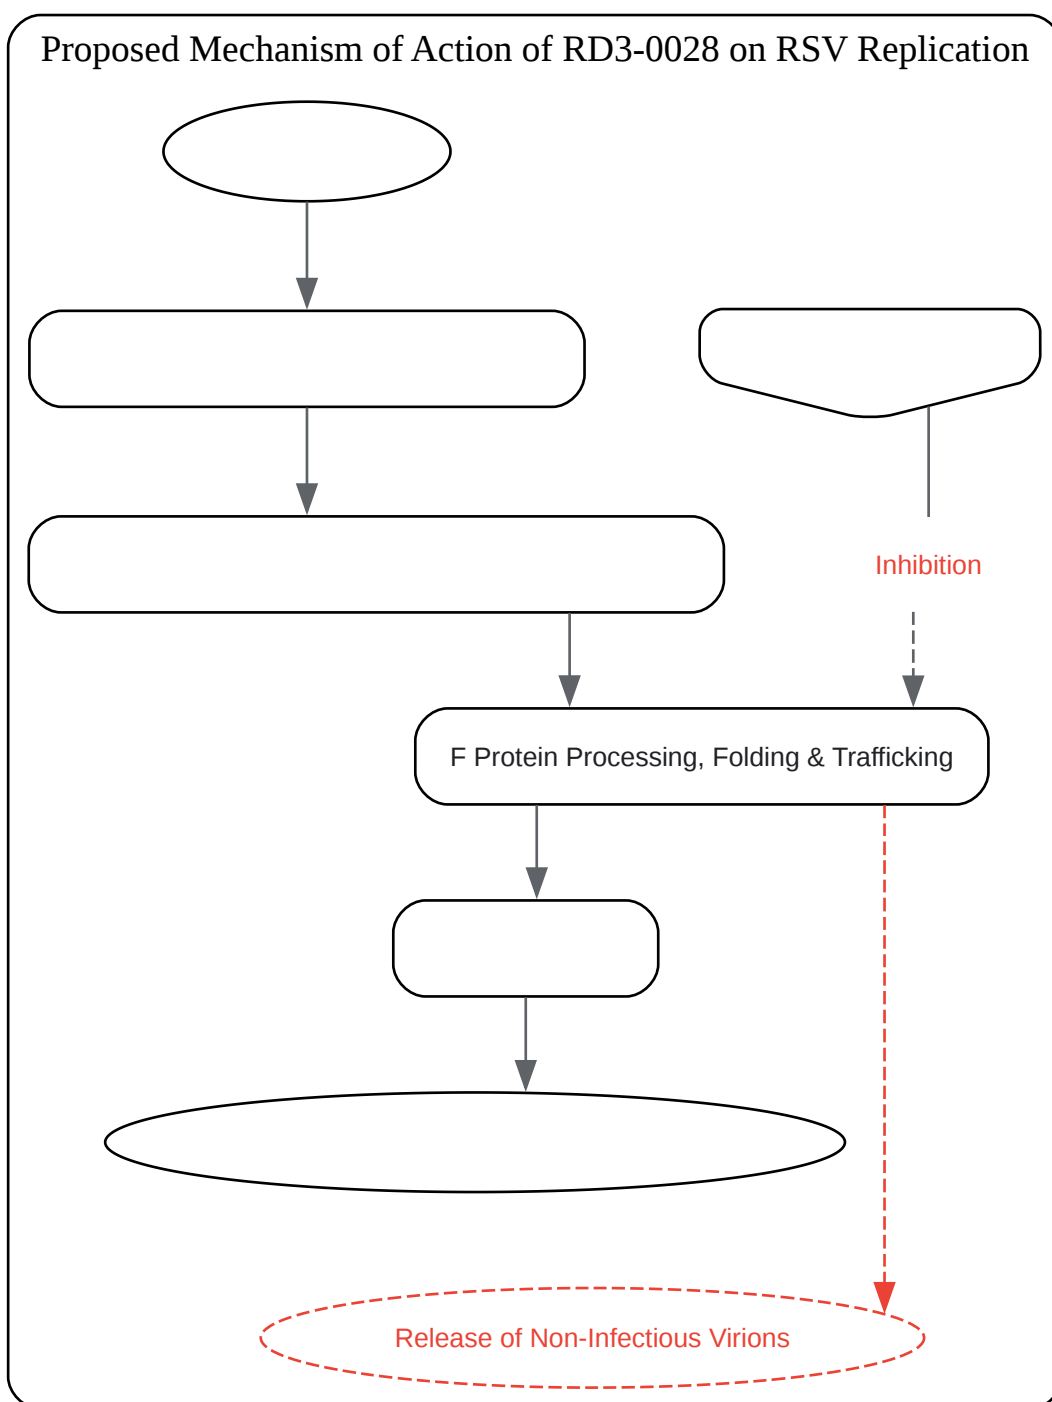 Proposed Mechanism of Action of RD3-0028 on RSV Replication
Inhibition
F Protein Processing, Folding & Trafficking
Release of Non-Infectious Virions